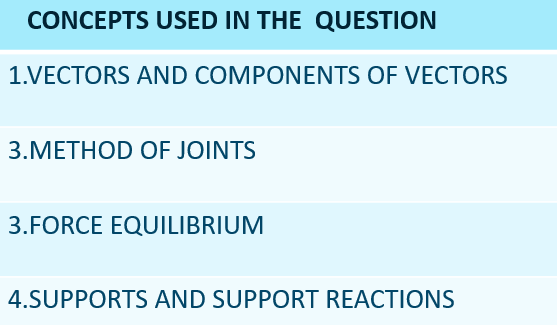 CONCEPTS USED IN THE QUESTION
1.VECTORS AND COMPONENTS OF VECTORS
3.METHOD OF JOINTS
3.FORCE EQUILIBRIUM
4.SUPPORTS AND SUPPORT REACTIONS